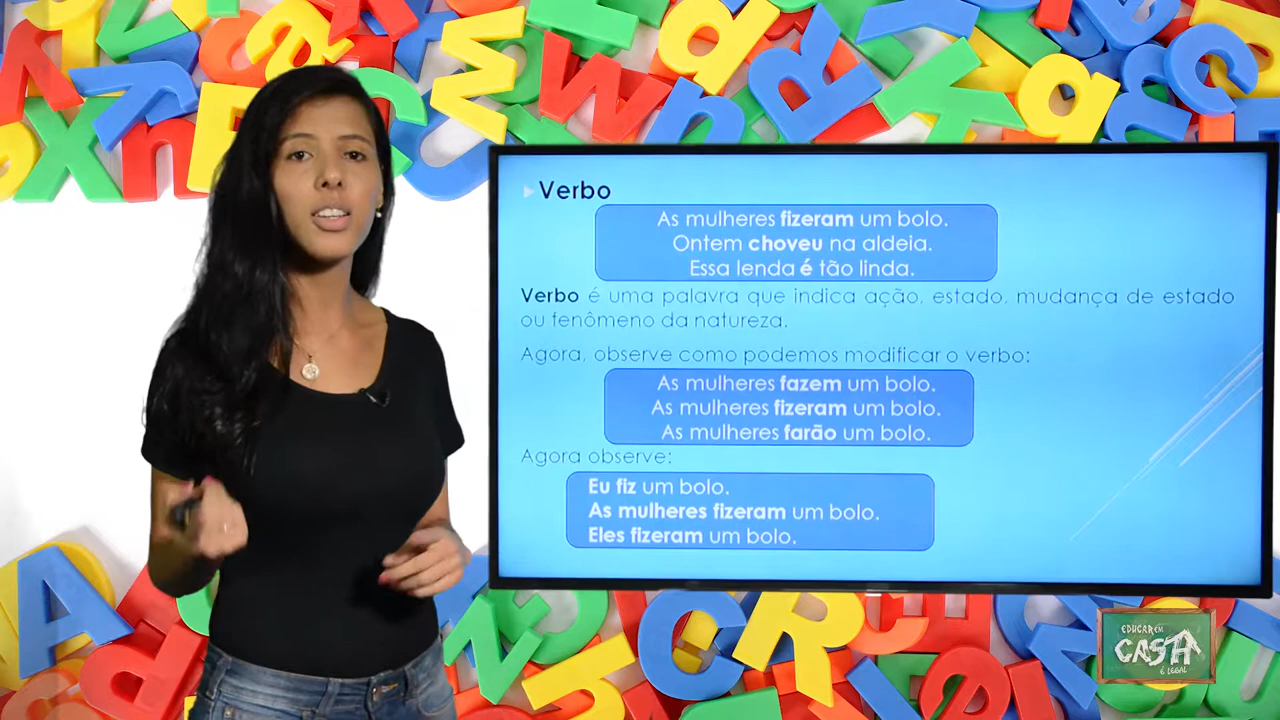 Verbo
As mulheres fizeram um bolo.
Ontem choveu na aldeia.
Essa lenda é tão linda.
Verbo é uma palavra que indica ação, estado, mudança de estado
ou fenômeno da natureza.
Agora, observe como podemos modificar o verbo:
As mulheres fazem um bolo.
As mulheres fizeram um bolo.
As mulheres farão um bolo.
Agora observe:
Eu fiz um bolo.
As mulheres fizeram um bolo.
Eles fizeram um bolo.
EDUCAR EM
CASA
É LEGAL